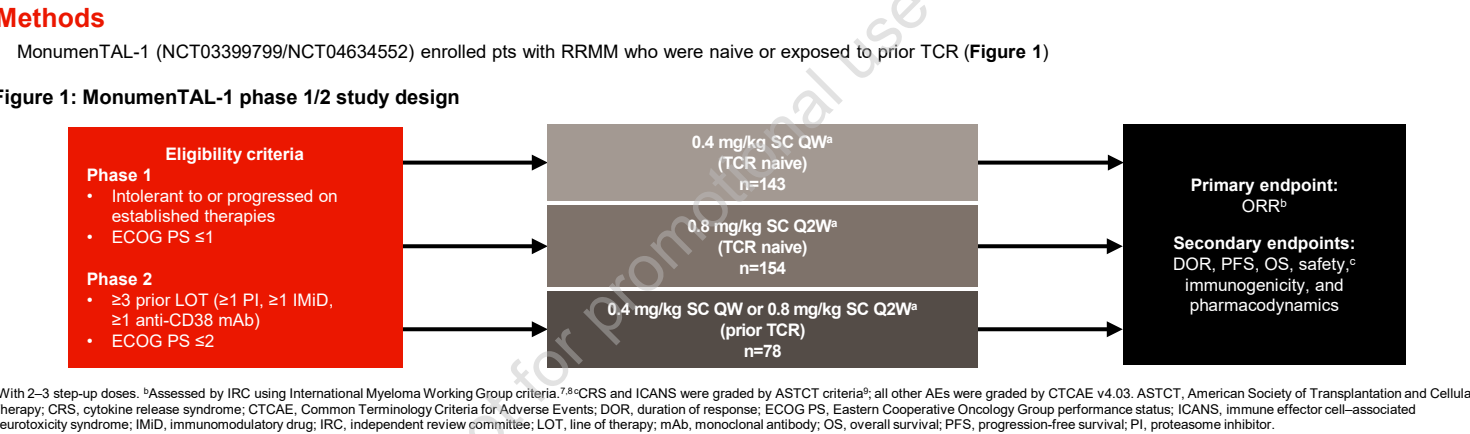 Methods
MonumenTAL-1 (NCT03399799/NCT04634552) enrolled pts with RRMM who were naive or exposed to prior TCR (Figure 1)
Figure 1: MonumenTAL-1 phase 1/2 study design
Eligibility criteria
Phase 1
• Intolerant to or progressed on
established therapies
• ECOG PS ≤1
Phase 2
• ≥3 prior LOT (≥1 PI, ≥1 IMiD,
≥1 anti-CD38 mAb)
• ECOG PS ≤2
0.4 mg/kg SC QWᵃ
(TCR naive)
n=143
0.8 mg/kg SC Q2Wᵃ
(TCR naive)
n=154
0.4 mg/kg SC QW or 0.8 mg/kg SC Q2Wᵃ
(prior TCR)
n=78
Primary endpoint:
ORRᵇ
Secondary endpoints:
DOR, PFS, OS, safety,ᶜ
immunogenicity, and
pharmacodynamics
With 2–3 step-up doses. ᵇAssessed by IRC using International Myeloma Working Group criteria.⁷,⁸ ᶜCRS and ICANS were graded by ASTCT criteria⁹; all other AEs were graded by CTCAE v4.03. ASTCT, American Society of Transplantation and Cellula
herapy; CRS, cytokine release syndrome; CTCAE, Common Terminology Criteria for Adverse Events; DOR, duration of response; ECOG PS, Eastern Cooperative Oncology Group performance status; ICANS, immune effector cell–associated
eurotoxicity syndrome; IMiD, immunomodulatory drug; IRC, independent review committee; LOT, line of therapy; mAb, monoclonal antibody; OS, overall survival; PFS, progression-free survival; PI, proteasome inhibitor.
t for promotional use